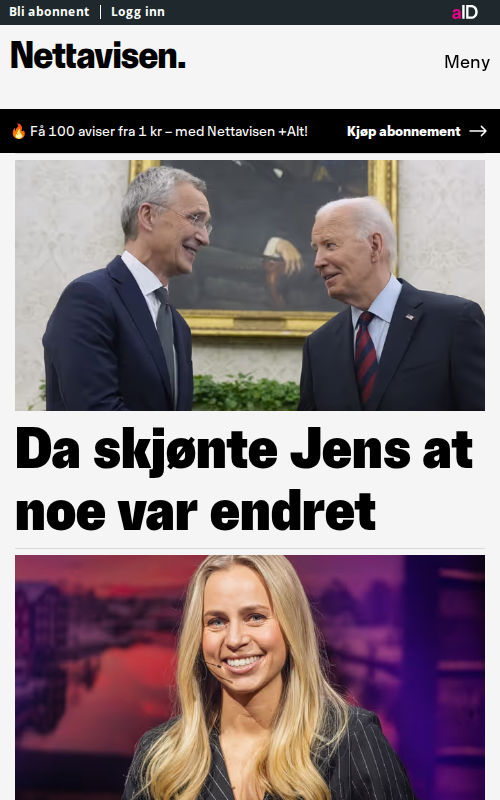 Bli abonnent | Logg inn
aID
Nettavisen.
Meny
🔥 Få 100 aviser fra 1 kr – med Nettavisen +Alt!
Kjøp abonnement →
Da skjønte Jens at
noe var endret